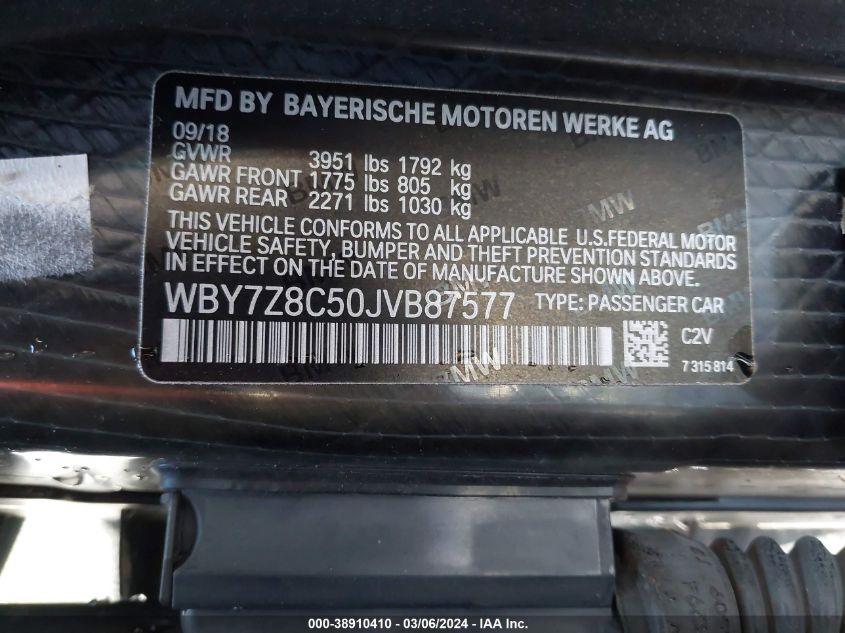 MFD BY BAYERISCHE MOTOREN WERKE AG
09/18
GVWR 3951 lbs 1792 kg
GAWR FRONT 1775 lbs 805 kg
GAWR REAR 2271 lbs 1030 kg
THIS VEHICLE CONFORMS TO ALL APPLICABLE U.S.FEDERAL MOTOR
VEHICLE SAFETY, BUMPER AND THEFT PREVENTION STANDARDS
IN EFFECT ON THE DATE OF MANUFACTURE SHOWN ABOVE.
WBY7Z8C50JVB87577 TYPE: PASSENGER CAR
C2V
7315814
000-38910410 - 03/06/2024 - IAA Inc.